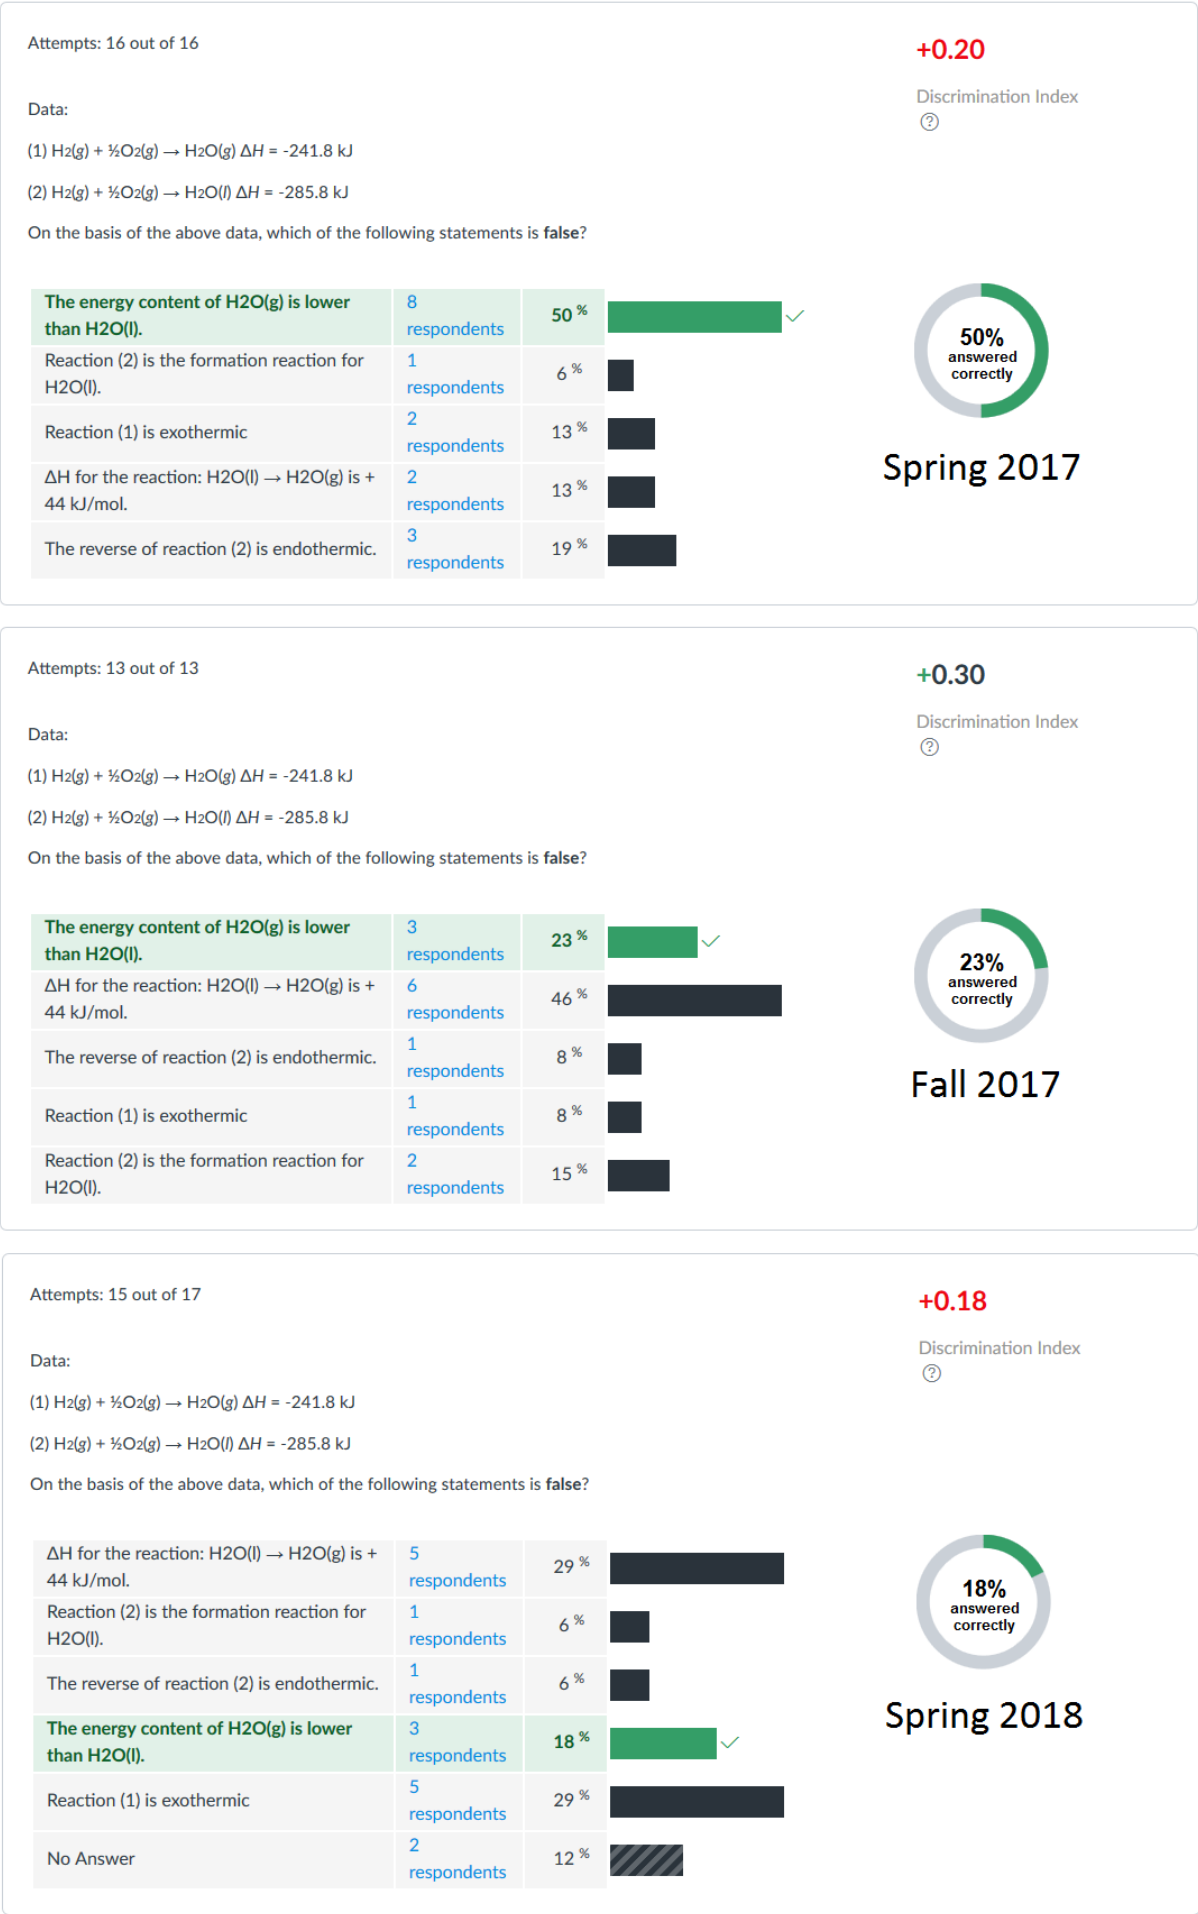 Attempts: 16 out of 16
+0.20
Discrimination Index
?
Data:
(1) H2(g) + ½O2(g) → H2O(g) ΔH = -241.8 kJ
(2) H2(g) + ½O2(g) → H2O(l) ΔH = -285.8 kJ
On the basis of the above data, which of the following statements is false?
The energy content of H2O(g) is lower
than H2O(l).
8
respondents
50 %
Reaction (2) is the formation reaction for
H2O(l).
1
respondents
6 %
Reaction (1) is exothermic
2
respondents
13 %
ΔH for the reaction: H2O(l) → H2O(g) is +
44 kJ/mol.
2
respondents
13 %
The reverse of reaction (2) is endothermic.
3
respondents
19 %
50%
answered
correctly
Spring 2017
Attempts: 13 out of 13
+0.30
Discrimination Index
?
Data:
(1) H2(g) + ½O2(g) → H2O(g) ΔH = -241.8 kJ
(2) H2(g) + ½O2(g) → H2O(l) ΔH = -285.8 kJ
On the basis of the above data, which of the following statements is false?
The energy content of H2O(g) is lower
than H2O(l).
3
respondents
23 %
ΔH for the reaction: H2O(l) → H2O(g) is +
44 kJ/mol.
6
respondents
46 %
The reverse of reaction (2) is endothermic.
1
respondents
8 %
Reaction (1) is exothermic
1
respondents
8 %
Reaction (2) is the formation reaction for
H2O(l).
2
respondents
15 %
23%
answered
correctly
Fall 2017
Attempts: 15 out of 17
+0.18
Discrimination Index
?
Data:
(1) H2(g) + ½O2(g) → H2O(g) ΔH = -241.8 kJ
(2) H2(g) + ½O2(g) → H2O(l) ΔH = -285.8 kJ
On the basis of the above data, which of the following statements is false?
ΔH for the reaction: H2O(l) → H2O(g) is +
44 kJ/mol.
5
respondents
29 %
Reaction (2) is the formation reaction for
H2O(l).
1
respondents
6 %
The reverse of reaction (2) is endothermic.
1
respondents
6 %
The energy content of H2O(g) is lower
than H2O(l).
3
respondents
18 %
Reaction (1) is exothermic
5
respondents
29 %
No Answer
2
respondents
12 %
18%
answered
correctly
Spring 2018